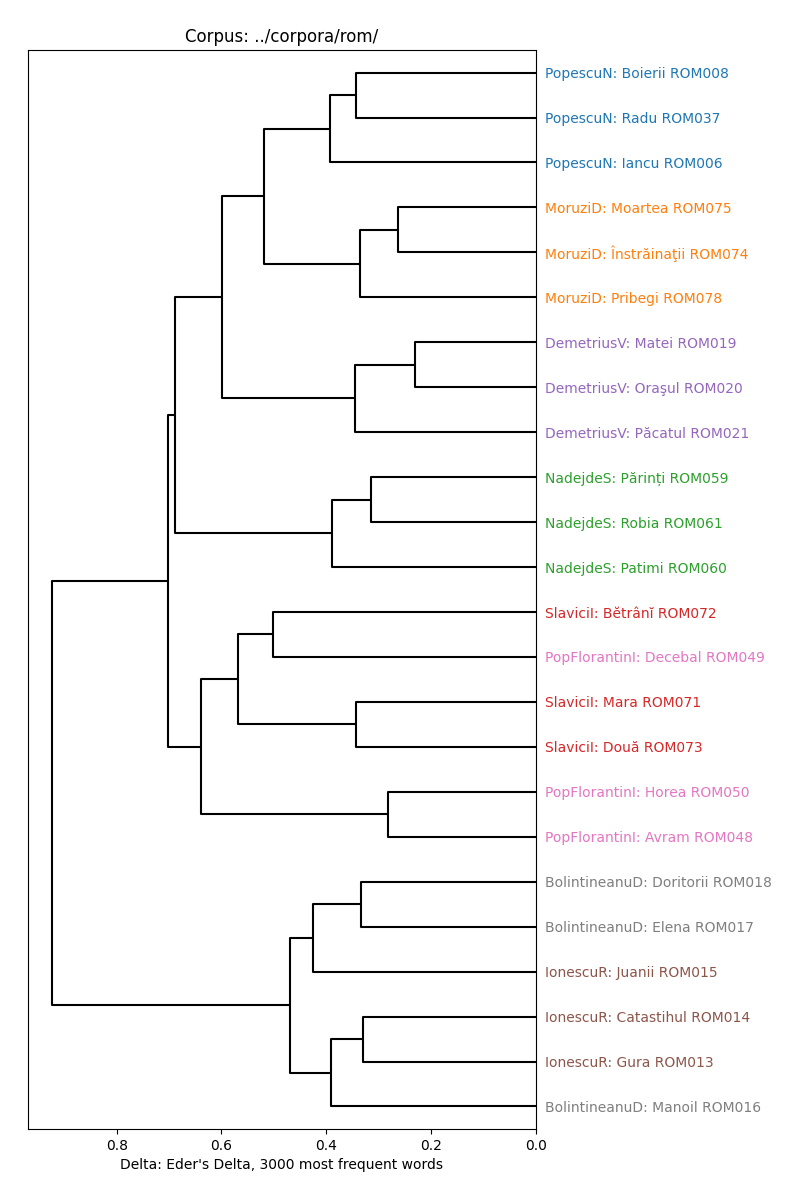 Corpus: ../corpora/rom/
PopescuN: Boierii ROM008
PopescuN: Radu ROM037
PopescuN: Iancu ROM006
MoruziD: Moartea ROM075
MoruziD: Înstrăinaţii ROM074
MoruziD: Pribegi ROM078
DemetriusV: Matei ROM019
DemetriusV: Oraşul ROM020
DemetriusV: Păcatul ROM021
NadejdeS: Părinți ROM059
NadejdeS: Robia ROM061
NadejdeS: Patimi ROM060
SlaviciI: Bĕtrânĭ ROM072
PopFlorantinI: Decebal ROM049
SlaviciI: Mara ROM071
SlaviciI: Două ROM073
PopFlorantinI: Horea ROM050
PopFlorantinI: Avram ROM048
BolintineanuD: Doritorii ROM018
BolintineanuD: Elena ROM017
IonescuR: Juanii ROM015
IonescuR: Catastihul ROM014
IonescuR: Gura ROM013
BolintineanuD: Manoil ROM016
0.8 0.6 0.4 0.2 0.0
Delta: Eder's Delta, 3000 most frequent words